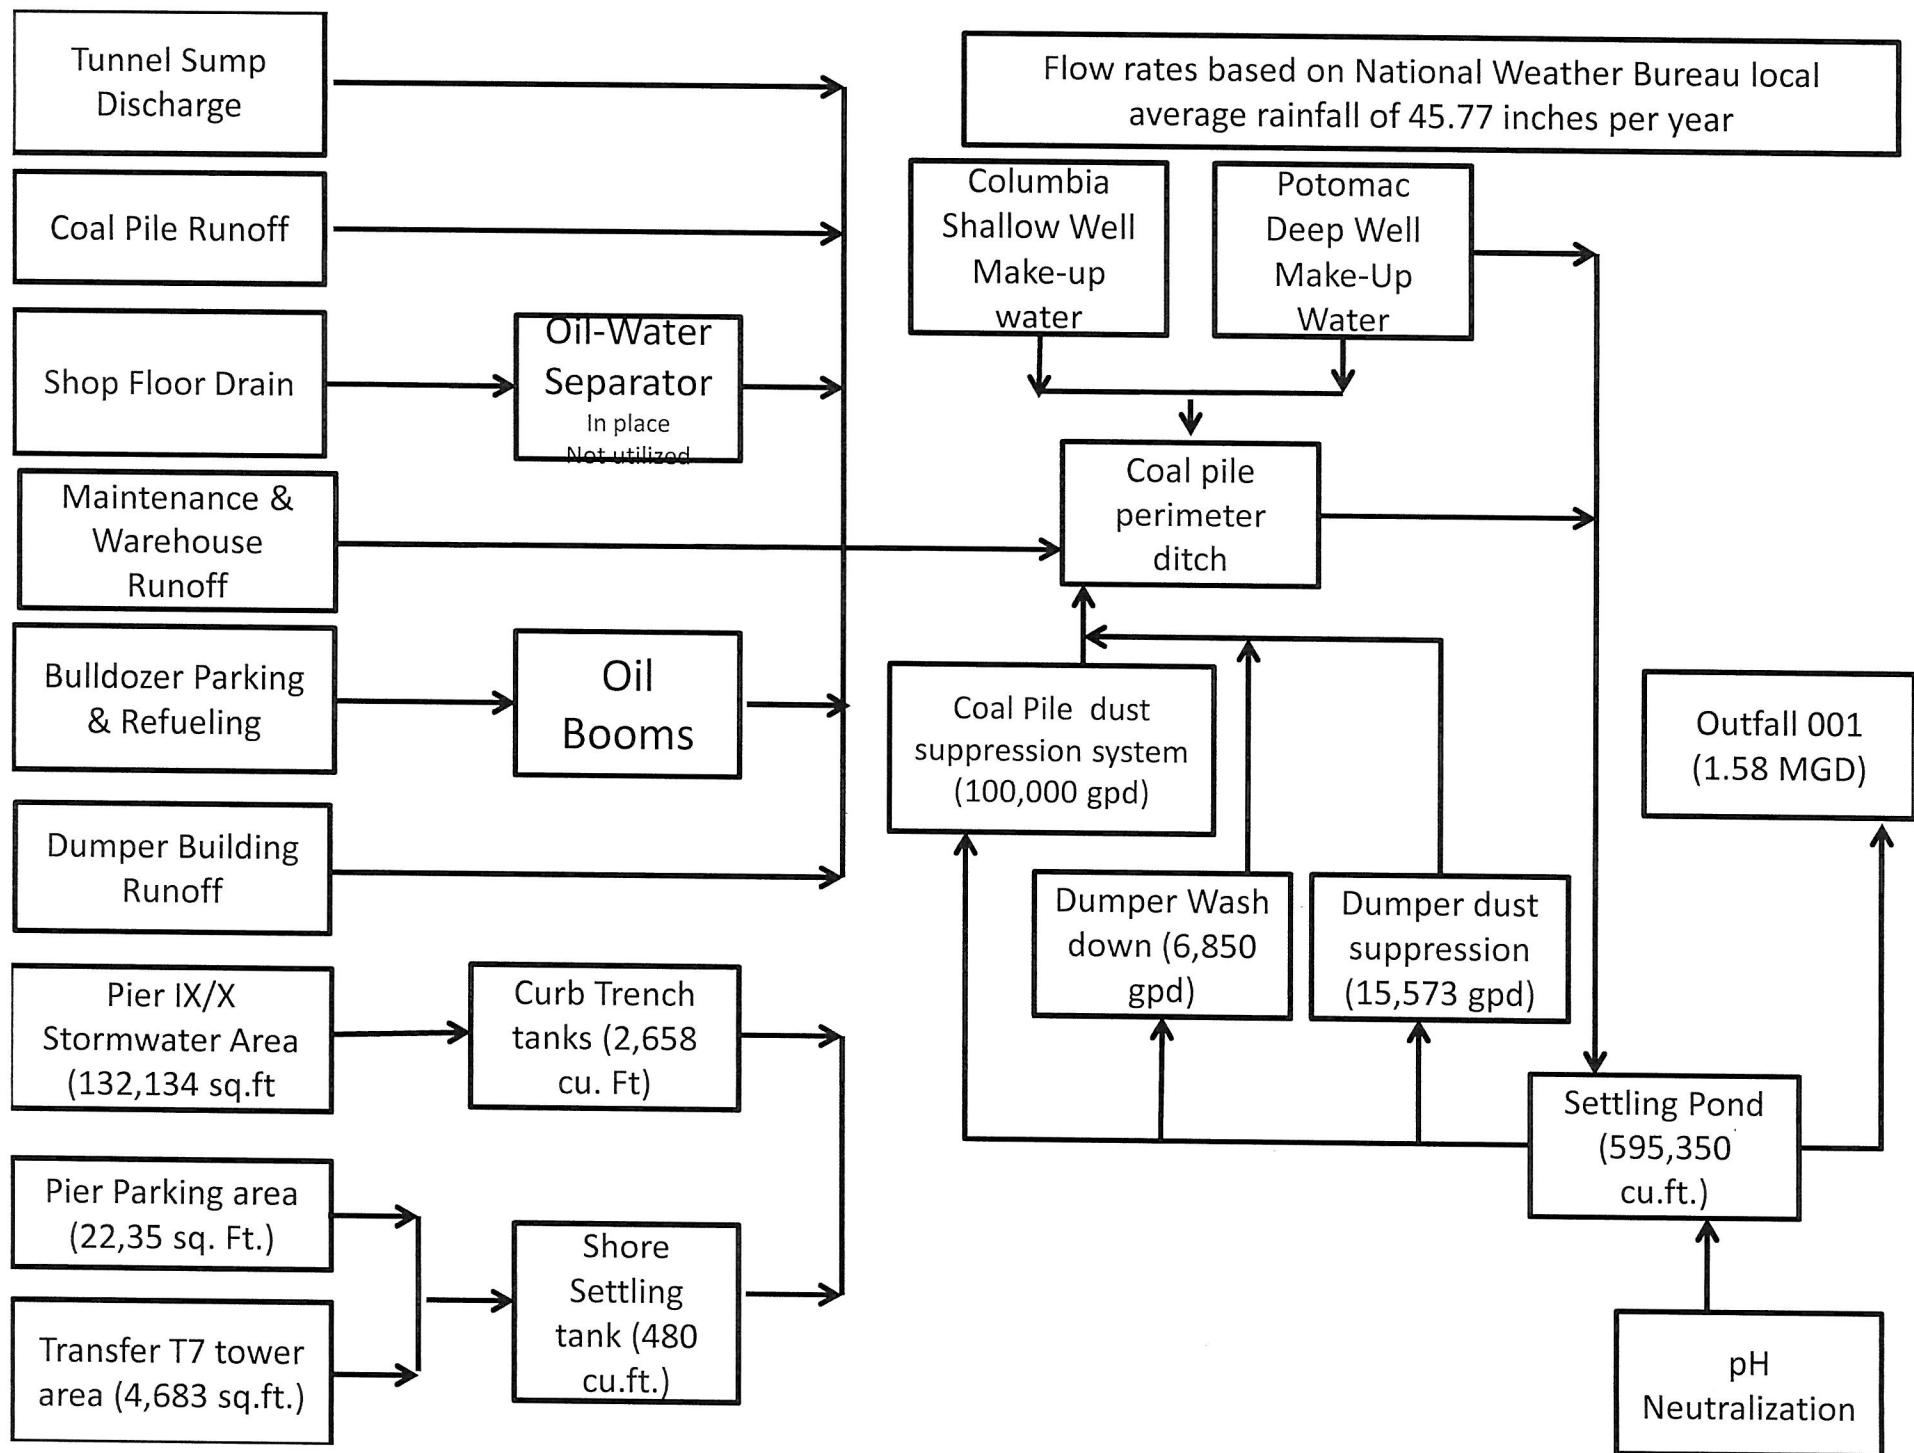 Tunnel Sump
Discharge
Coal Pile Runoff
Shop Floor Drain
Oil-Water
Separator
In place
Not utilized
Maintenance &
Warehouse
Runoff
Bulldozer Parking
& Refueling
Oil
Booms
Dumper Building
Runoff
Pier IX/X
Stormwater Area
(132,134 sq.ft
Curb Trench
tanks (2,658
cu. Ft)
Pier Parking area
(22,35 sq. Ft.)
Transfer T7 tower
area (4,683 sq.ft.)
Shore
Settling
tank (480
cu.ft.)
Flow rates based on National Weather Bureau local
average rainfall of 45.77 inches per year
Columbia
Shallow Well
Make-up
water
Potomac
Deep Well
Make-Up
Water
Coal pile
perimeter
ditch
Coal Pile dust
suppression system
(100,000 gpd)
Dumper Wash
down (6,850
gpd)
Dumper dust
suppression
(15,573 gpd)
Outfall 001
(1.58 MGD)
Settling Pond
(595,350
cu.ft.)
pH
Neutralization